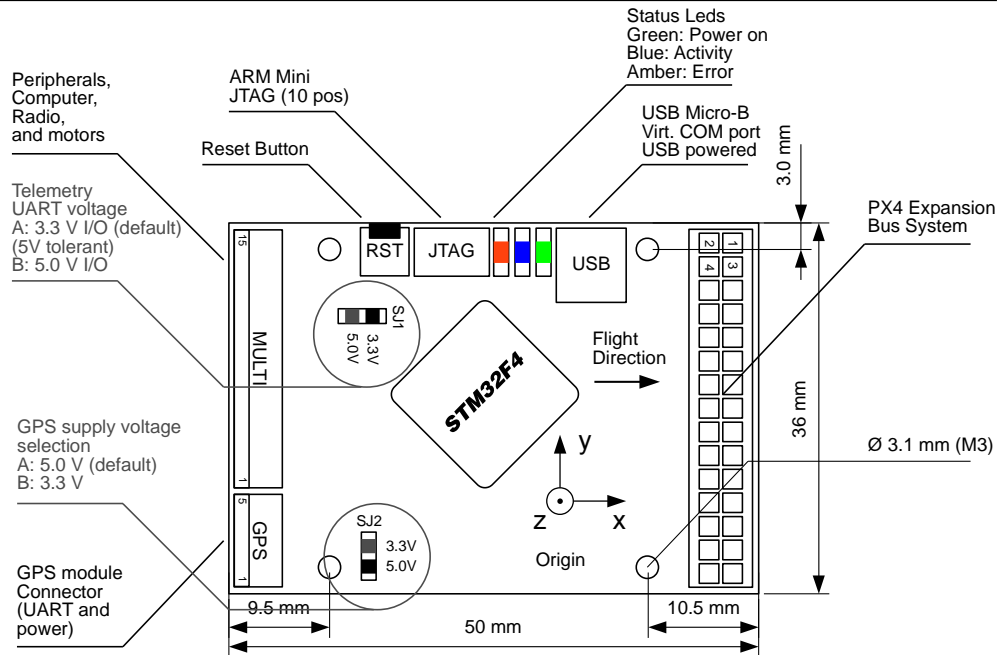 Status Leds
Green: Power on
Blue: Activity
Amber: Error
Peripherals,
Computer,
Radio,
and motors
ARM Mini
JTAG (10 pos)
USB Micro-B
Virt. COM port
USB powered
3.0 mm
Reset Button
Telemetry
UART voltage
A: 3.3 V I/O (default)
(5V tolerant)
B: 5.0 V I/O
PX4 Expansion
Bus System
15
RST
JTAG
USB
2
1
4
3
SJ1
5.0V
3.3V
MULTI
Flight
Direction
STM32F4
36 mm
GPS supply voltage
selection
A: 5.0 V (default)
B: 3.3 V
y
Ø 3.1 mm (M3)
1
5
z
x
GPS
SJ2
3.3V
5.0V
Origin
1
GPS module
Connector
(UART and
power)
9.5 mm
10.5 mm
50 mm